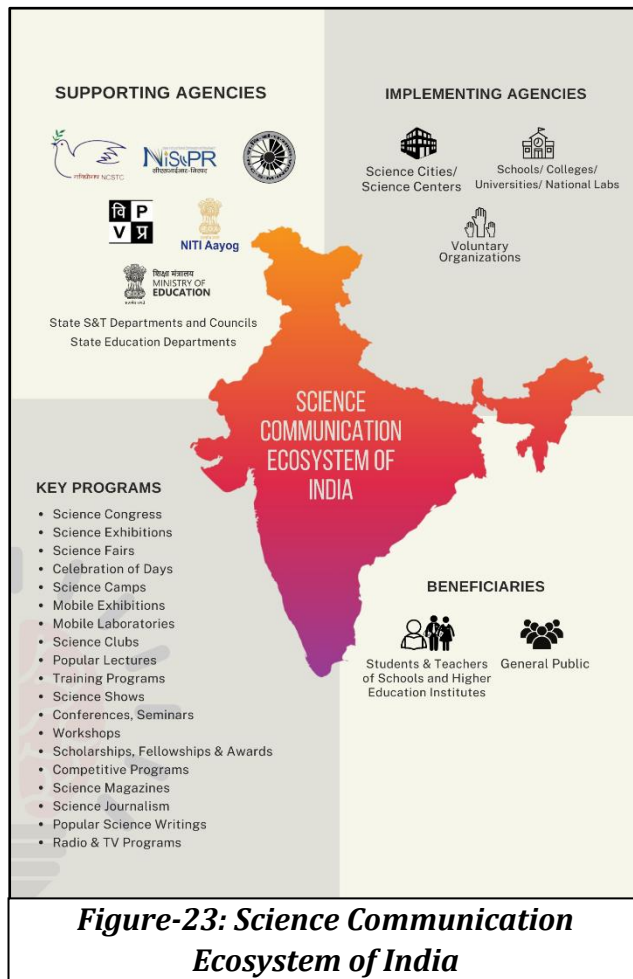 SUPPORTING AGENCIES
NCSTC
NIScPR
सीएसआईआर-निस्पर
वि P
V प्र
NITI Aayog
शिक्षा मंत्रालय
MINISTRY OF
EDUCATION
State S&T Departments and Councils
State Education Departments
IMPLEMENTING AGENCIES
Science Cities/
Science Centers
Schools/ Colleges/
Universities/ National Labs
Voluntary
Organizations
SCIENCE
COMMUNICATION
ECOSYSTEM OF
INDIA
KEY PROGRAMS
• Science Congress
• Science Exhibitions
• Science Fairs
• Celebration of Days
• Science Camps
• Mobile Exhibitions
• Mobile Laboratories
• Science Clubs
• Popular Lectures
• Training Programs
• Science Shows
• Conferences, Seminars
• Workshops
• Scholarships, Fellowships & Awards
• Competitive Programs
• Science Magazines
• Science Journalism
• Popular Science Writings
• Radio & TV Programs
BENEFICIARIES
Students & Teachers
of Schools and Higher
Education Institutes
General Public
Figure-23: Science Communication
Ecosystem of India